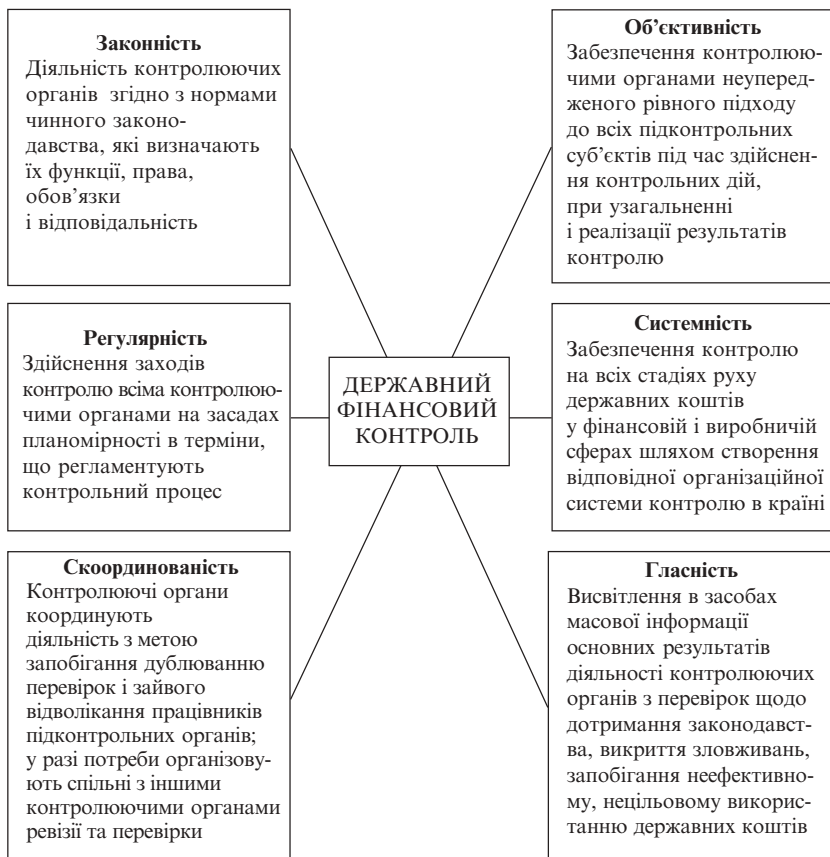 Законність
Діяльність контролюючих
органів згідно з нормами
чинного законо-
давства, які визначають
їх функції, права,
обов’язки
і відповідальність
Об’єктивність
Забезпечення контролюю-
чими органами неуперед-
женого рівного підходу
до всіх підконтрольних
суб’єктів під час здійснен-
ня контрольних дій,
при узагальненні
і реалізації результатів
контролю
Регулярність
Здійснення заходів
контролю всіма контролюю-
чими органами на засадах
планомірності в терміни,
що регламентують
контрольний процес
ДЕРЖАВНИЙ
ФІНАНСОВИЙ
КОНТРОЛЬ
Системність
Забезпечення контролю
на всіх стадіях руху
державних коштів
у фінансовій і виробничій
сферах шляхом створення
відповідної організаційної
системи контролю в країні
Скоординованість
Контролюючі органи
координують
діяльність з метою
запобігання дублюванню
перевірок і зайвого
відволікання працівників
підконтрольних органів;
у разі потреби організову-
ють спільні з іншими
контролюючими органами
ревізії та перевірки
Гласність
Висвітлення в засобах
масової інформації
основних результатів
діяльності контролюючих
органів з перевірок щодо
дотримання законодавст-
ва, викриття зловживань,
запобігання неефективно-
му, нецільовому викорис-
танню державних коштів